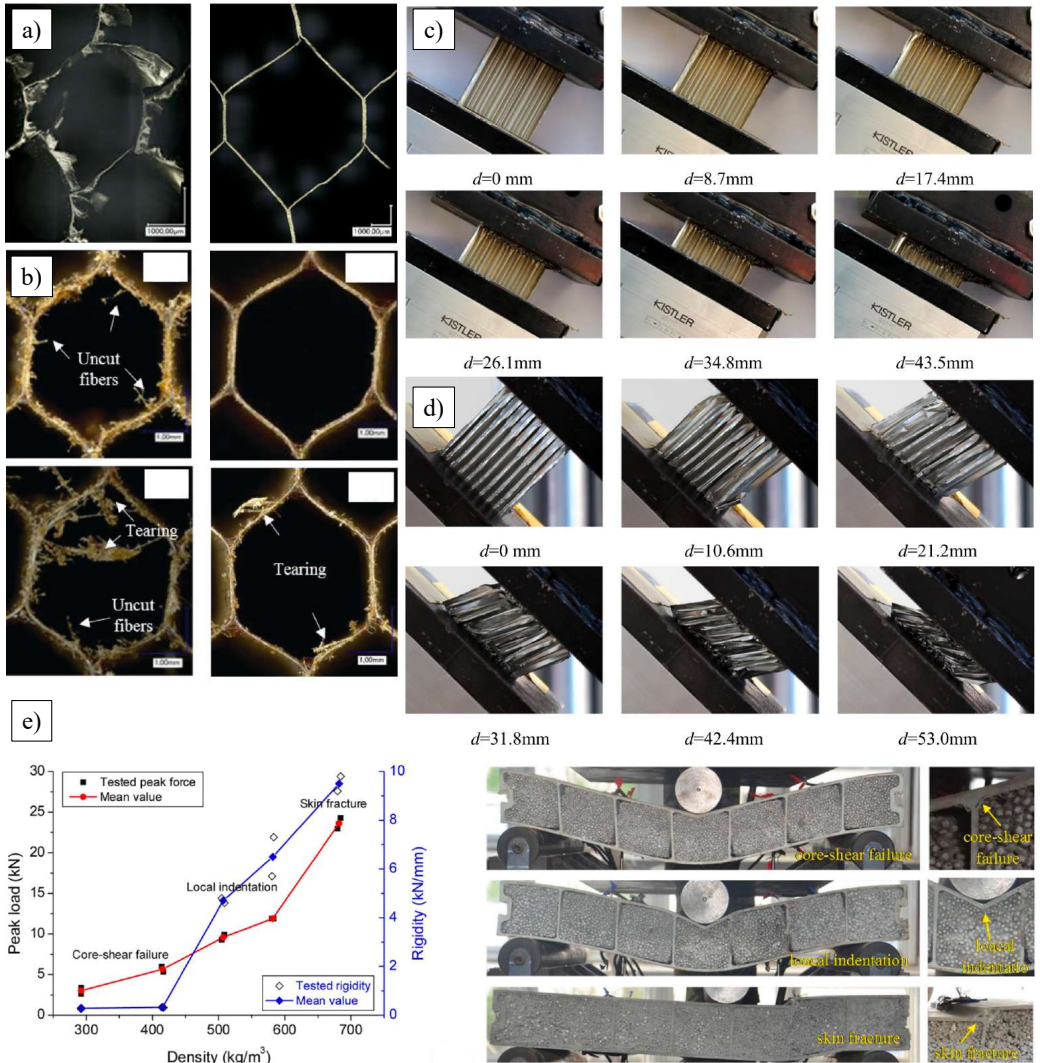 a)
1000.00µm
1000.00µm
b)
Uncut
fibers
1.00mm
1.00mm
Tearing
Uncut
fibers
1.00mm
Tearing
1.00mm
c)
KISTLER
d=0 mm
d=8.7mm
d=17.4mm
KISTLER
KISTLER
KISTLER
d=26.1mm
d=34.8mm
d=43.5mm
d)
d=0 mm
d=10.6mm
d=21.2mm
d=31.8mm
d=42.4mm
d=53.0mm
e)
30
25
20
15
10
5
0
Peak load (kN)
Tested peak force
Mean value
Skin fracture
Local indentation
Core-shear failure
Tested rigidity
Mean value
10
8
6
4
2
0
Rigidity (kN/mm)
300
400
500
600
700
Density (kg/m³)
core-shear failure
core-shear
failure
loacal indentation
loacal
indentatio
skin fracture
skin fracture